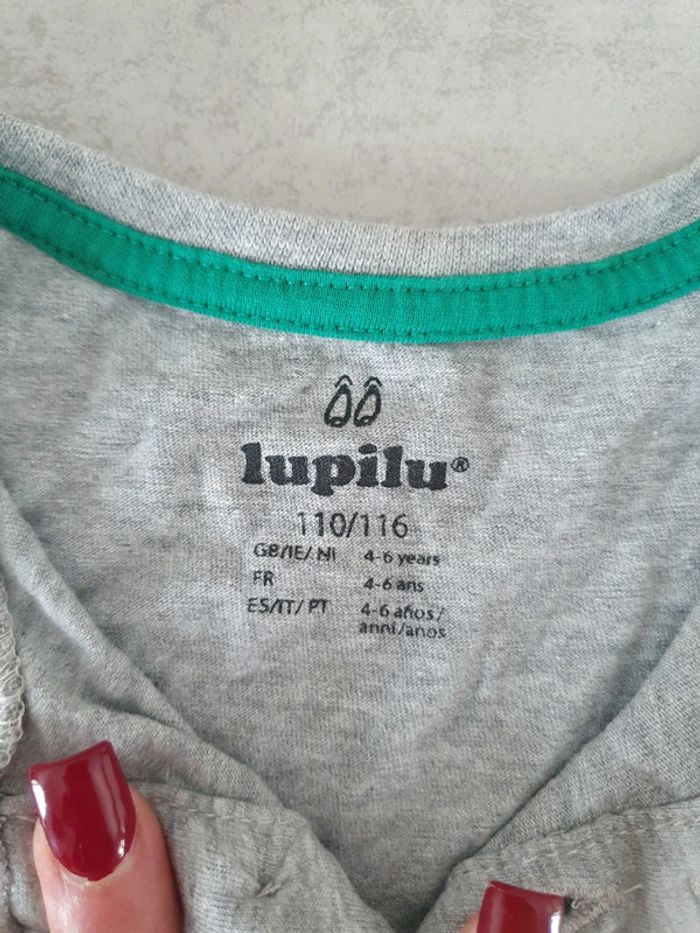 lupilu®
110/116
GB/IE/NI 4-6 years
FR 4-6 ans
ES/IT/PT 4-6 años/
anni/anos